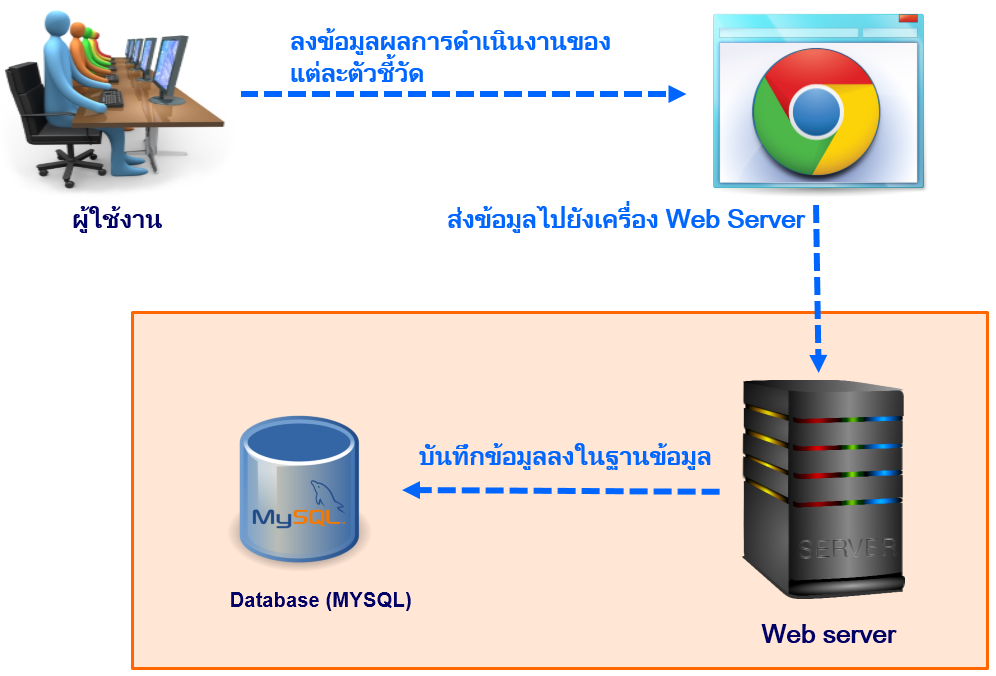 ลงข้อมูลผลการดำเนินงานของ
แต่ละตัวชี้วัด
ผู้ใช้งาน
ส่งข้อมูลไปยังเครื่อง Web Server
บันทึกข้อมูลลงในฐานข้อมูล
MySQL
SERVER
Database (MYSQL)
Web server